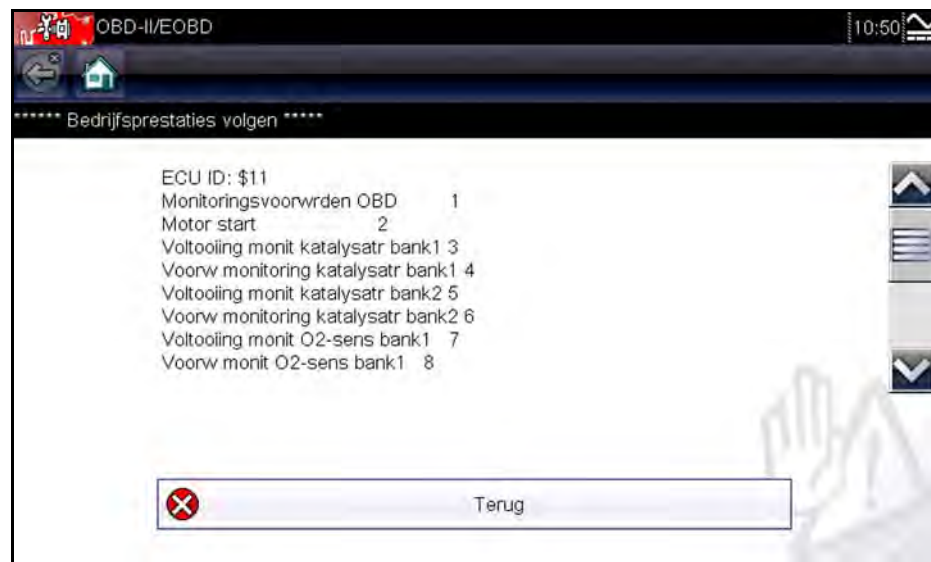 OBD-II/EOBD
10:50
****** Bedrijfsprestaties volgen *****
ECU ID: $11
Monitoringsvoorwrden OBD 1
Motor start 2
Voltooiing monit katalysatr bank1 3
Voorw monitoring katalysatr bank1 4
Voltooiing monit katalysatr bank2 5
Voorw monitoring katalysatr bank2 6
Voltooiing monit O2-sens bank1 7
Voorw monit O2-sens bank1 8
Terug